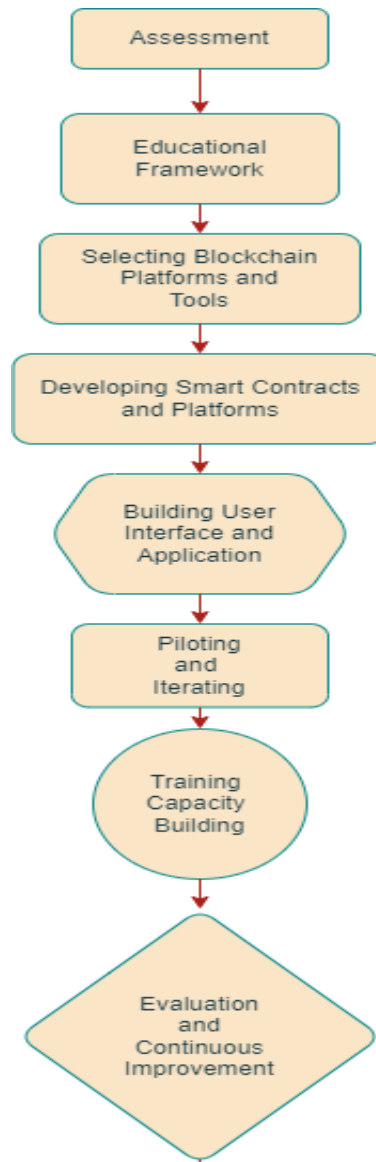 Assessment
Educational
Framework
Selecting Blockchain
Platforms and
Tools
Developing Smart Contracts
and Platforms
Building User
Interface and
Application
Piloting
and
Iterating
Training
Capacity
Building
Evaluation
and
Continuous
Improvement